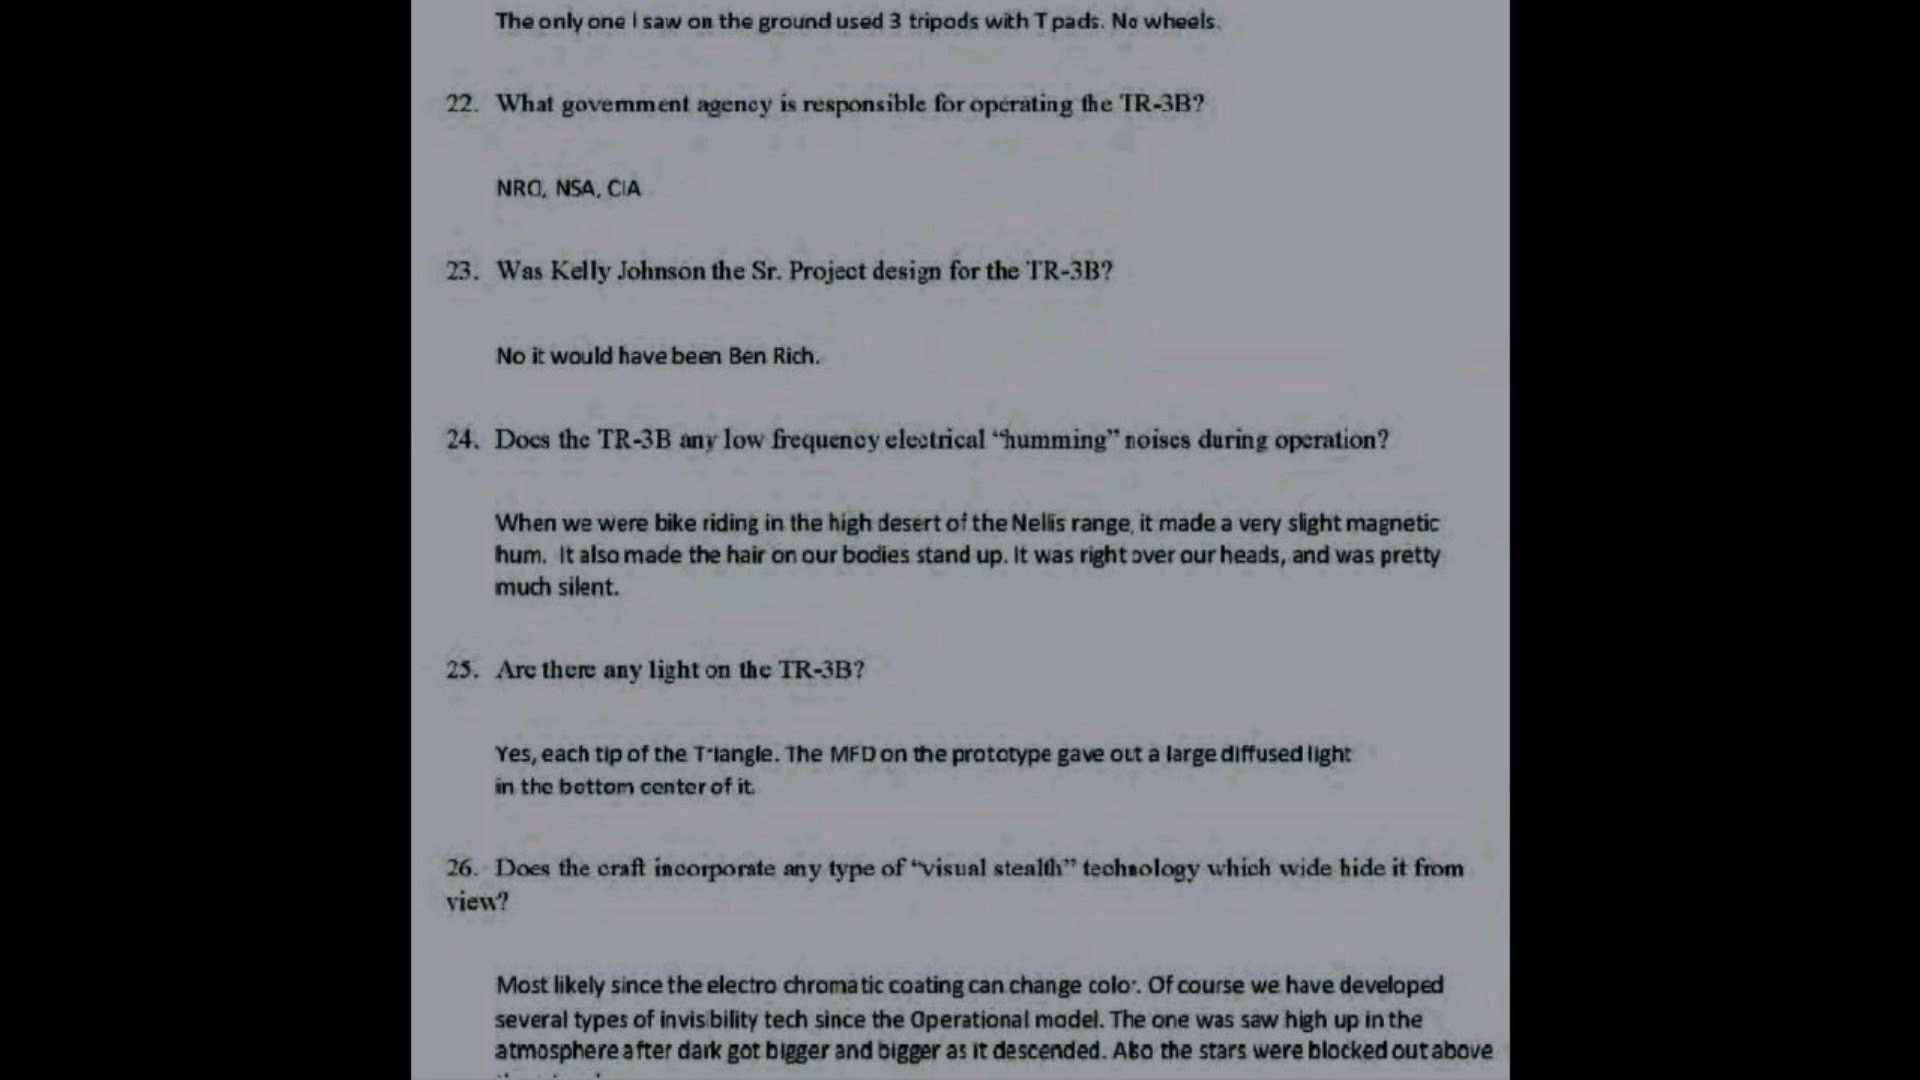 The only one I saw on the ground used 3 tripods with T pads. No wheels.
22. What government agency is responsible for operating the TR-3B?
NRO, NSA, CIA
23. Was Kelly Johnson the Sr. Project design for the TR-3B?
No it would have been Ben Rich.
24. Does the TR-3B any low frequency electrical “humming” noises during operation?
When we were bike riding in the high desert of the Nellis range, it made a very slight magnetic
hum. It also made the hair on our bodies stand up. It was right over our heads, and was pretty
much silent.
25. Are there any light on the TR-3B?
Yes, each tip of the Triangle. The MFD on the prototype gave out a large diffused light
in the bottom center of it.
26. Does the craft incorporate any type of “visual stealth” technology which wide hide it from
view?
Most likely since the electro chromatic coating can change color. Of course we have developed
several types of invisibility tech since the Operational model. The one was saw high up in the
atmosphere after dark got bigger and bigger as it descended. Also the stars were blocked out above